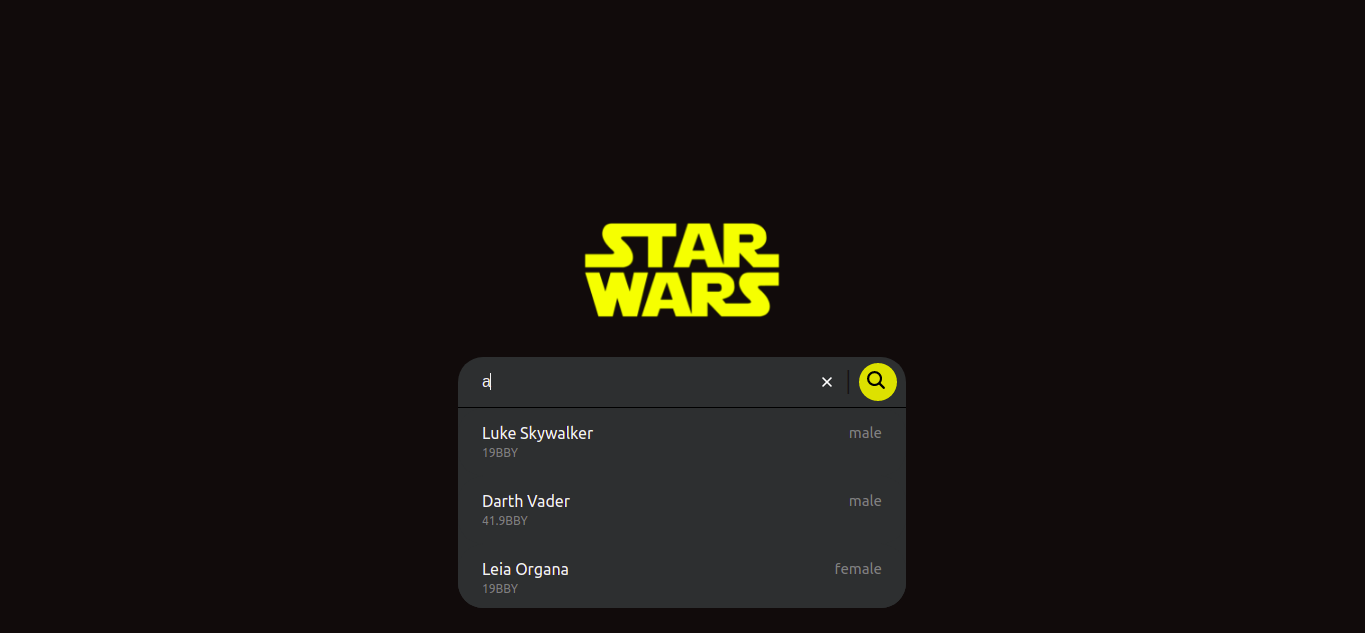 STAR
WARS
a
Luke Skywalker male
19BBY
Darth Vader male
41.9BBY
Leia Organa female
19BBY